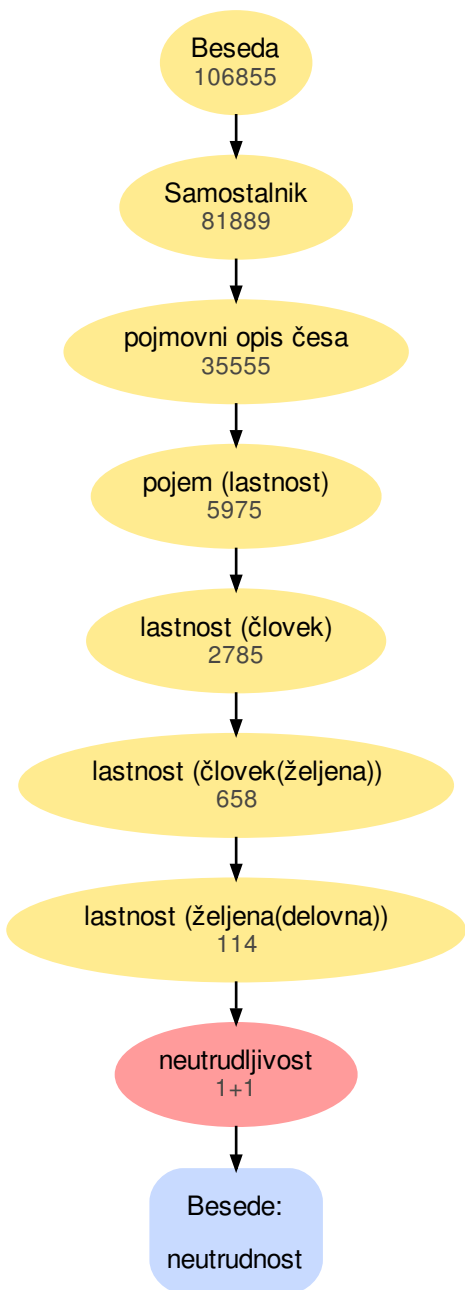 Beseda
106855
Samostalnik
81889
pojmovni opis česa
35555
pojem (lastnost)
5975
lastnost (človek)
2785
lastnost (človek(željena))
658
lastnost (željena(delovna))
114
neutrudljivost
1+1
Besede:
neutrudnost